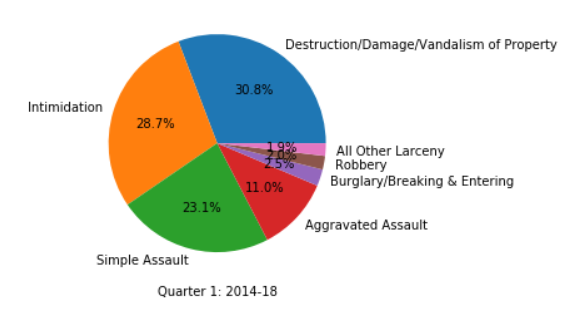 Destruction/Damage/Vandalism of Property
30.8%
Intimidation
28.7%
1.9%
All Other Larceny
2.0%
Robbery
2.5%
Burglary/Breaking & Entering
11.0%
23.1%
Aggravated Assault
Simple Assault
Quarter 1: 2014-18